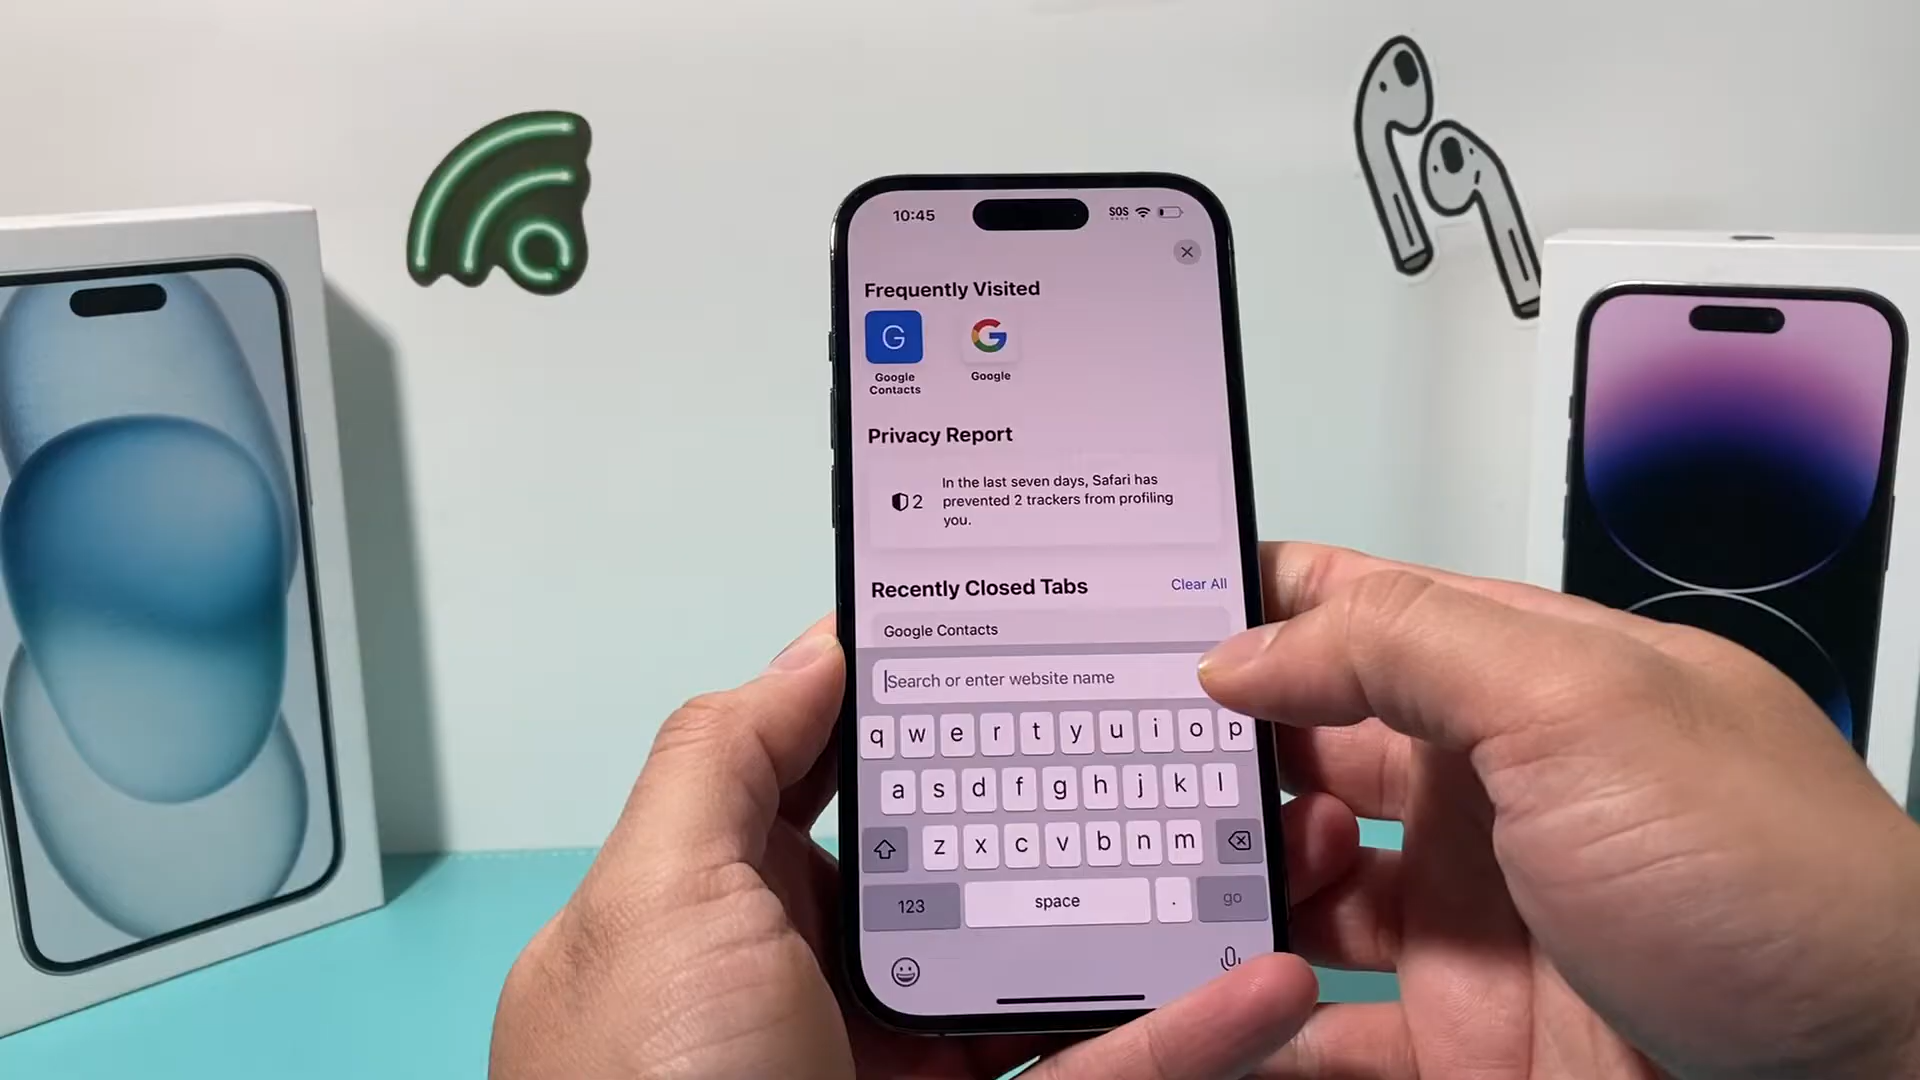 10:45
SOS
Frequently Visited
G
G
Google
Contacts
Google
Privacy Report
2
In the last seven days, Safari has
prevented 2 trackers from profiling
you.
Recently Closed Tabs
Clear All
Google Contacts
Search or enter website name
q w e r t y u i o p
a s d f g h j k l
z x c v b n m
123
space
.
go